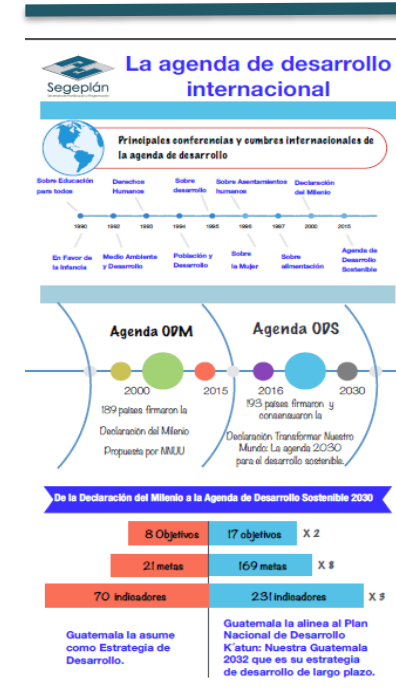 Segeplán
La agenda de desarrollo
internacional
Principales conferencias y cumbres internacionales de
la agenda de desarrollo
Sobre Educación
para todos
Derechos
Humanos
Sobre
desarrollo
Sobre Asentamientos
humanos
Declaración
del Milenio
1990 1992 1993 1994 1995 1996 1997 2000 2015
En Favor de
la Infancia
Medio Ambiente
y Desarrollo
Población y
Desarrollo
Sobre
la Mujer
Sobre
alimentación
Agenda de
Desarrollo
Sostenible
Agenda ODM
Agenda ODS
2000 2015 2016 2030
189 países firmaron la
Declaración del Milenio
Propuesta por NNUU
193 países firmaron y
consensuaron la
Declaración Transformar Nuestro
Mundo: La agenda 2030
para el desarrollo sostenible.
De la Declaración del Milenio a la Agenda de Desarrollo Sostenible 2030
8 Objetivos 17 objetivos X 2
21 metas 169 metas X 8
70 indicadores 231 indicadores X 3
Guatemala la asume
como Estrategia de
Desarrollo.
Guatemala la alinea al Plan
Nacional de Desarrollo
K´atun: Nuestra Guatemala
2032 que es su estrategia
de desarrollo de largo plazo.